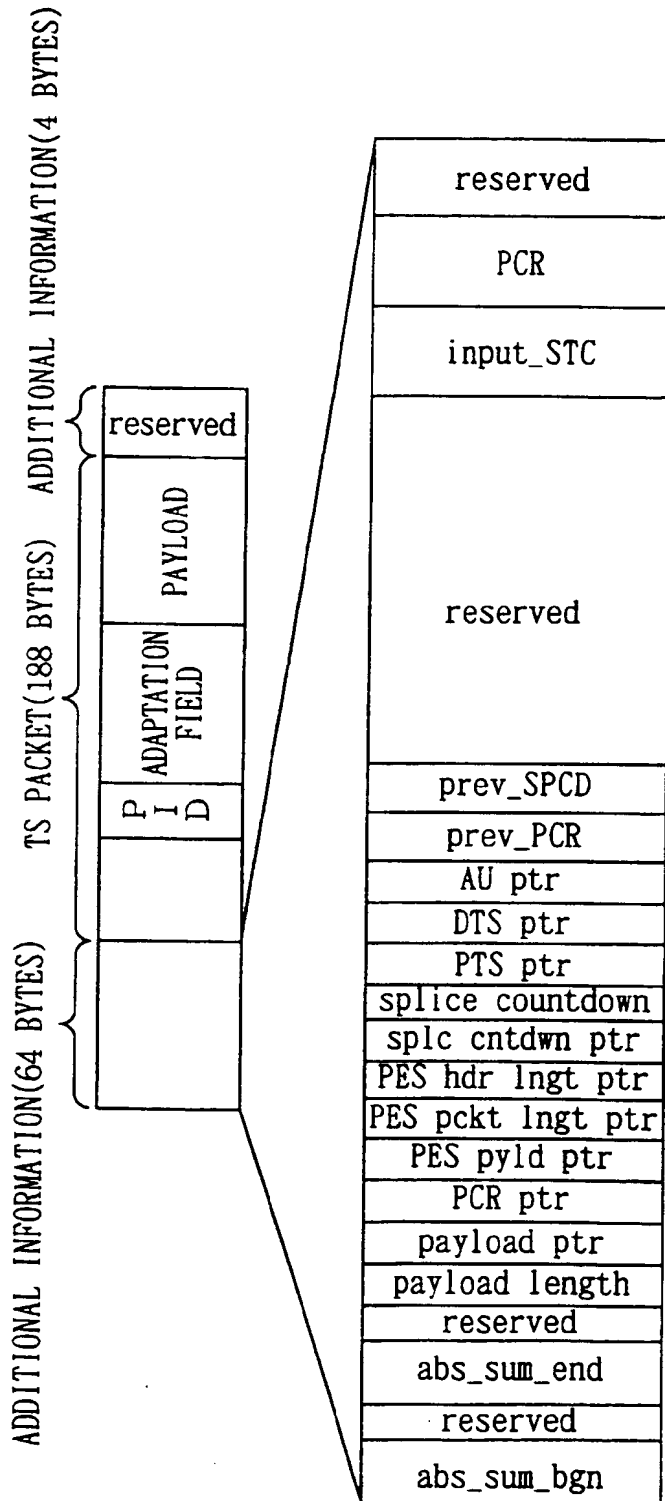 ADDITIONAL INFORMATION(4 BYTES)
TS PACKET(188 BYTES)
ADDITIONAL INFORMATION(64 BYTES)
reserved
PAYLOAD
ADAPTATION
FIELD
PID
reserved
PCR
input_STC
reserved
prev_SPCD
prev_PCR
AU ptr
DTS ptr
PTS ptr
splice countdown
splc cntdwn ptr
PES hdr lngt ptr
PES pckt lngt ptr
PES pyld ptr
PCR ptr
payload ptr
payload length
reserved
abs_sum_end
reserved
abs_sum_bgn